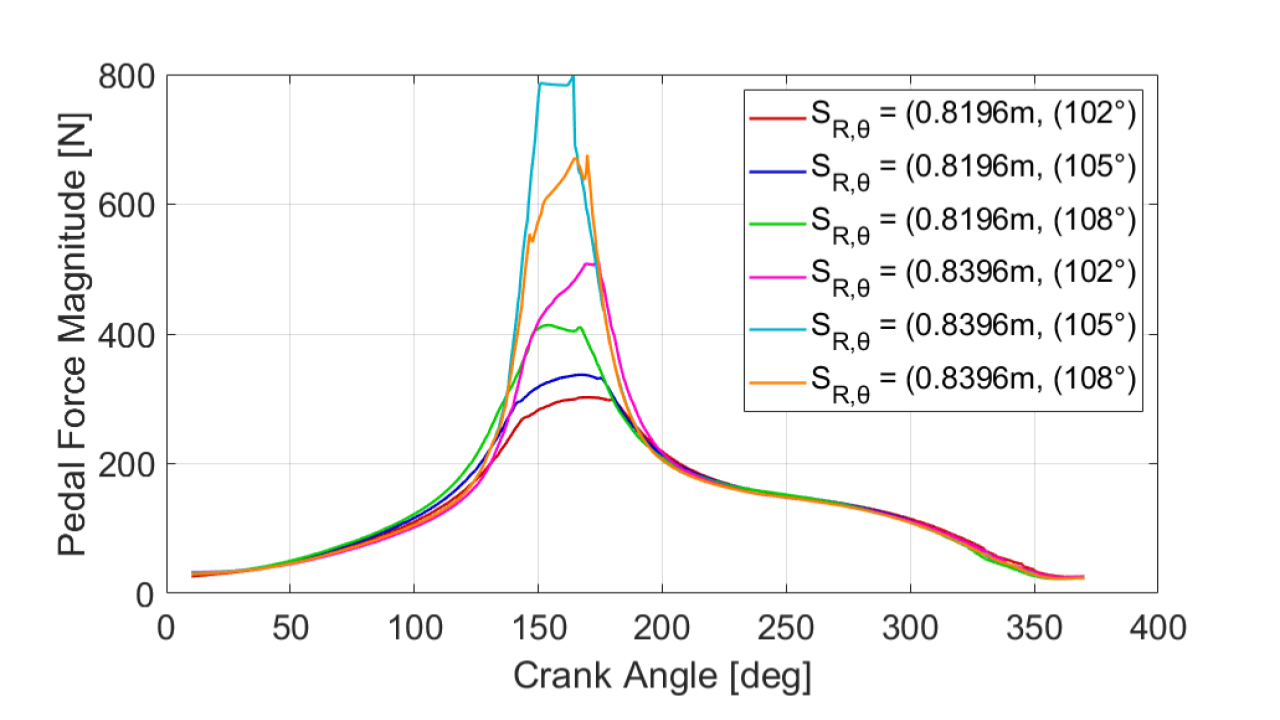 800
600
400
200
0
Pedal Force Magnitude [N]
S_R,θ = (0.8196m, (102°)
S_R,θ = (0.8196m, (105°)
S_R,θ = (0.8196m, (108°)
S_R,θ = (0.8396m, (102°)
S_R,θ = (0.8396m, (105°)
S_R,θ = (0.8396m, (108°)
0 50 100 150 200 250 300 350 400
Crank Angle [deg]